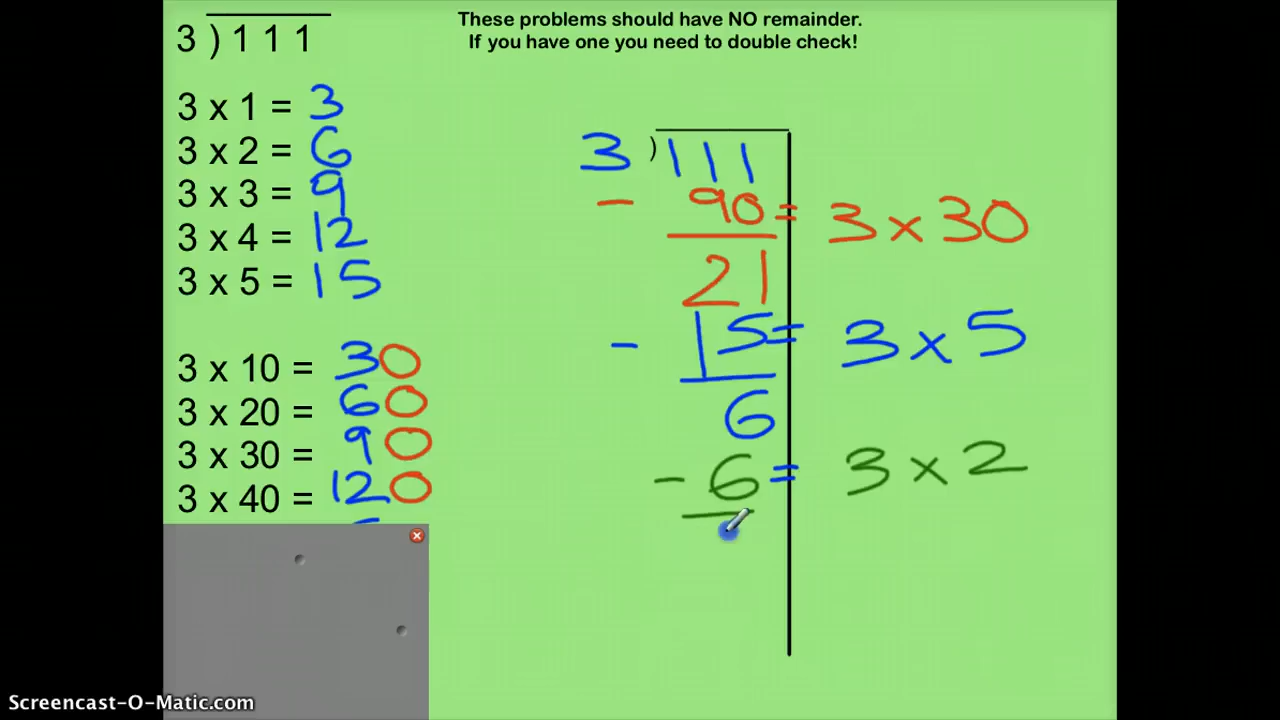 These problems should have NO remainder.
If you have one you need to double check!
3 ) 1 1 1
3 x 1 = 3
3 x 2 = 6
3 x 3 = 9
3 x 4 = 12
3 x 5 = 15
3 x 10 = 30
3 x 20 = 60
3 x 30 = 90
3 x 40 = 120
3 ) 111
- 90 = 3 x 30
21
- 15 = 3 x 5
6
- 6 = 3 x 2
Screencast-O-Matic.com